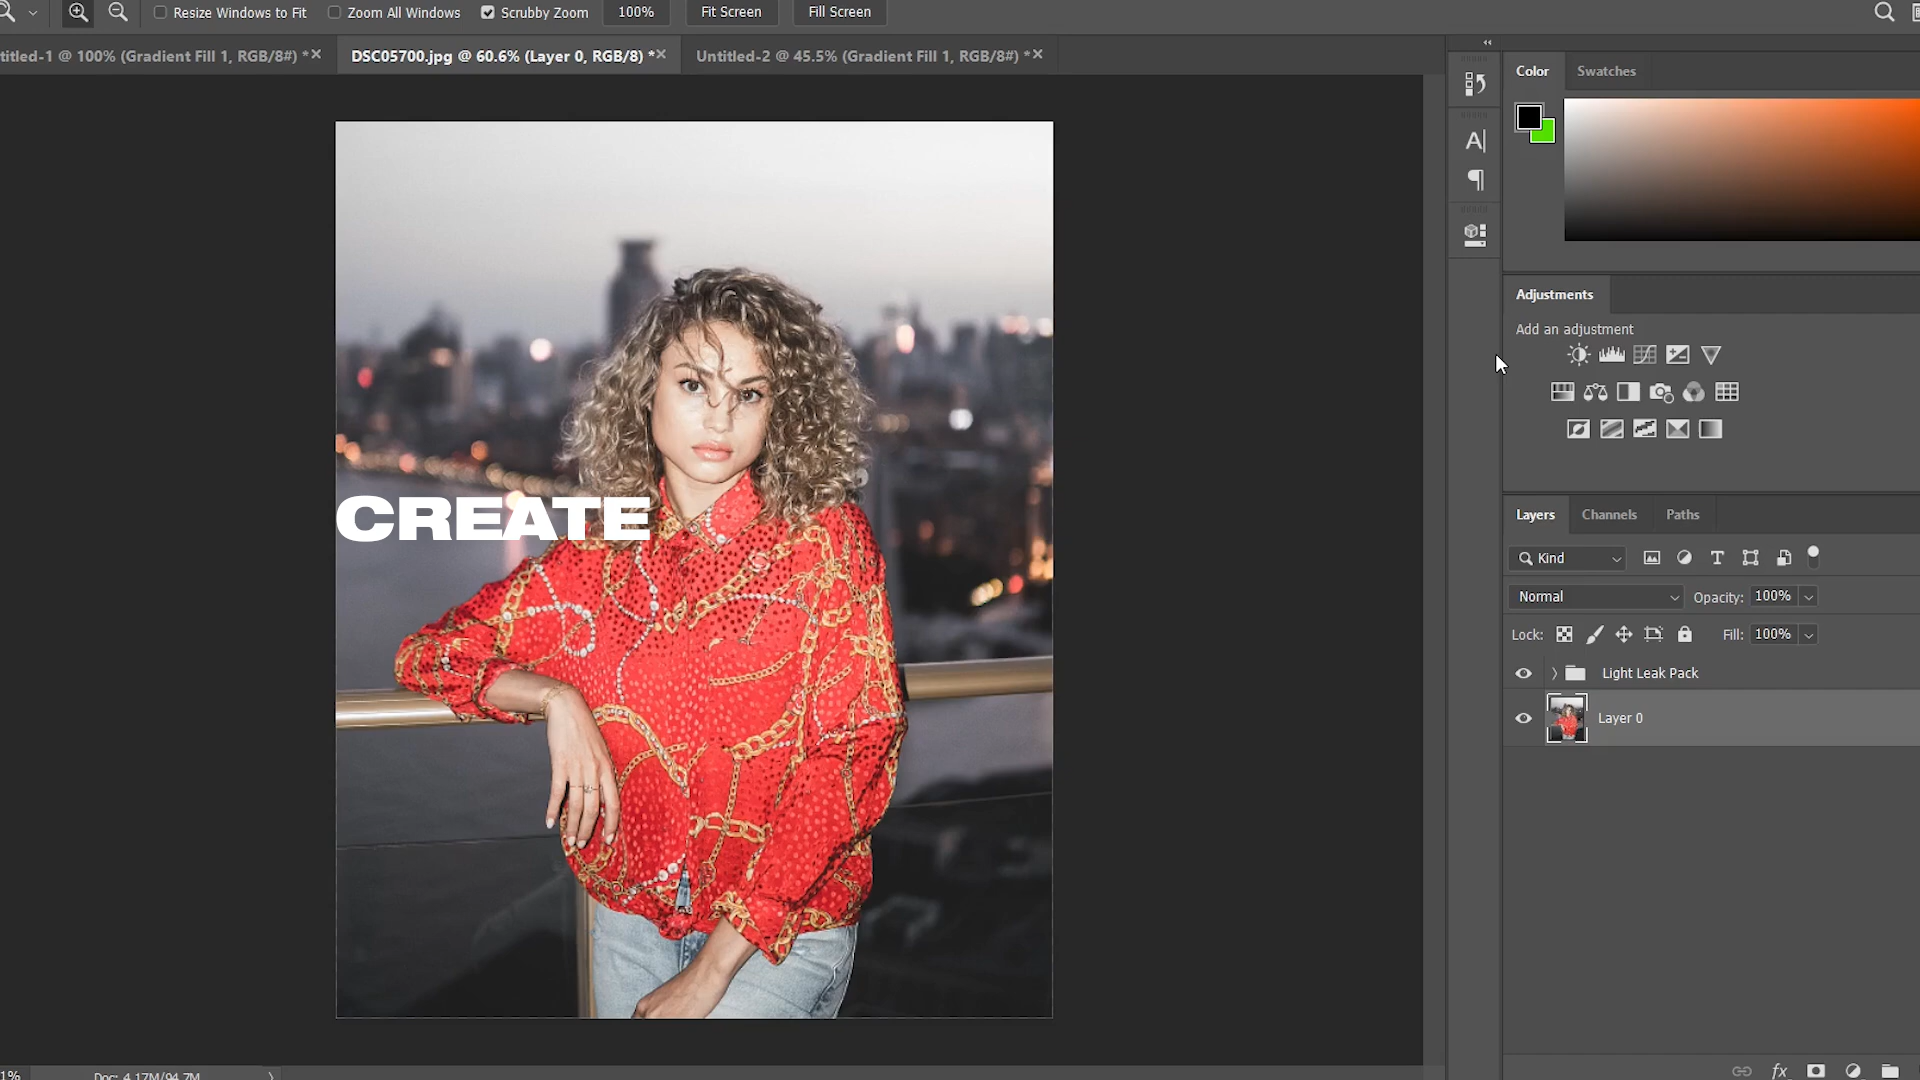 Resize Windows to Fit
Zoom All Windows
Scrubby Zoom
100%
Fit Screen
Fill Screen
titled-1 @ 100% (Gradient Fill 1, RGB/8#) *
DSC05700.jpg @ 60.6% (Layer 0, RGB/8) *
Untitled-2 @ 45.5% (Gradient Fill 1, RGB/8#) *
Color
Swatches
Adjustments
Add an adjustment
CREATE
Layers
Channels
Paths
Kind
Normal
Opacity: 100%
Lock:
Fill: 100%
Light Leak Pack
Layer 0
fx
1%
Doc: 4.17M/94.7M